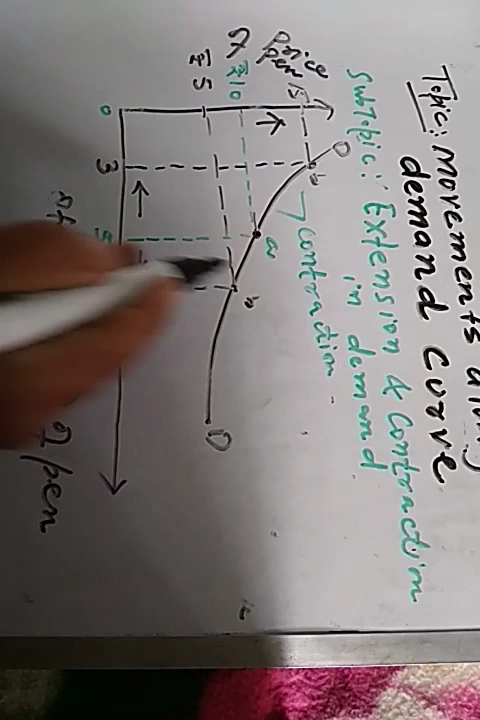 Topic: Movements along
demand curve
Subtopic: Extension & Contraction
in demand
Price
pen
15
₹10
₹ 5
D
b
contraction
a
b
D
0
3
5
pen